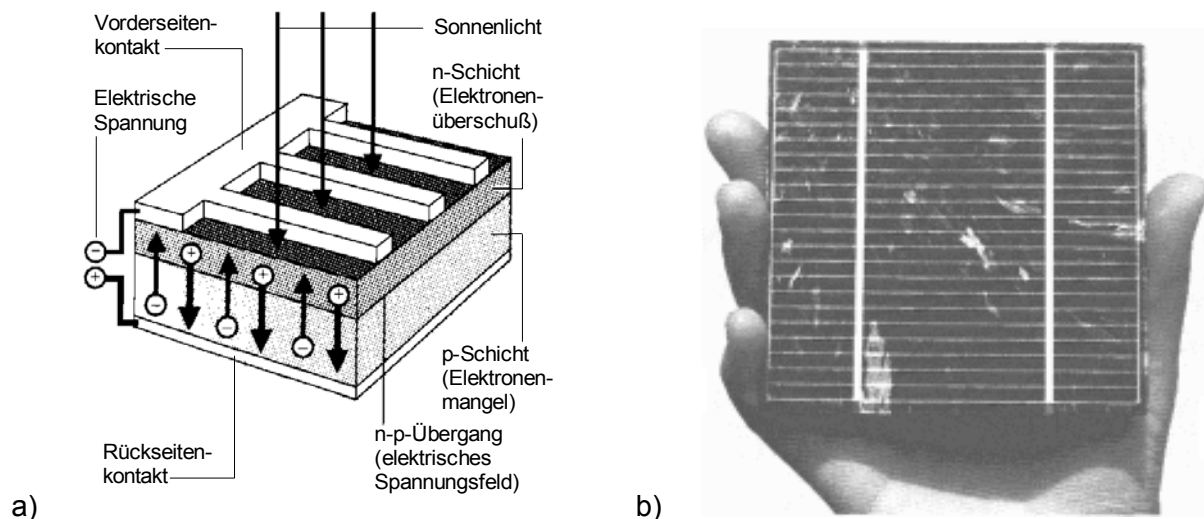 Vorderseiten-
kontakt
Sonnenlicht
n-Schicht
(Elektronen-
überschuß)
Elektrische
Spannung
−
+
+
+
+
−
−
−
p-Schicht
(Elektronen-
mangel)
n-p-Übergang
(elektrisches
Spannungsfeld)
Rückseiten-
kontakt
a)
b)